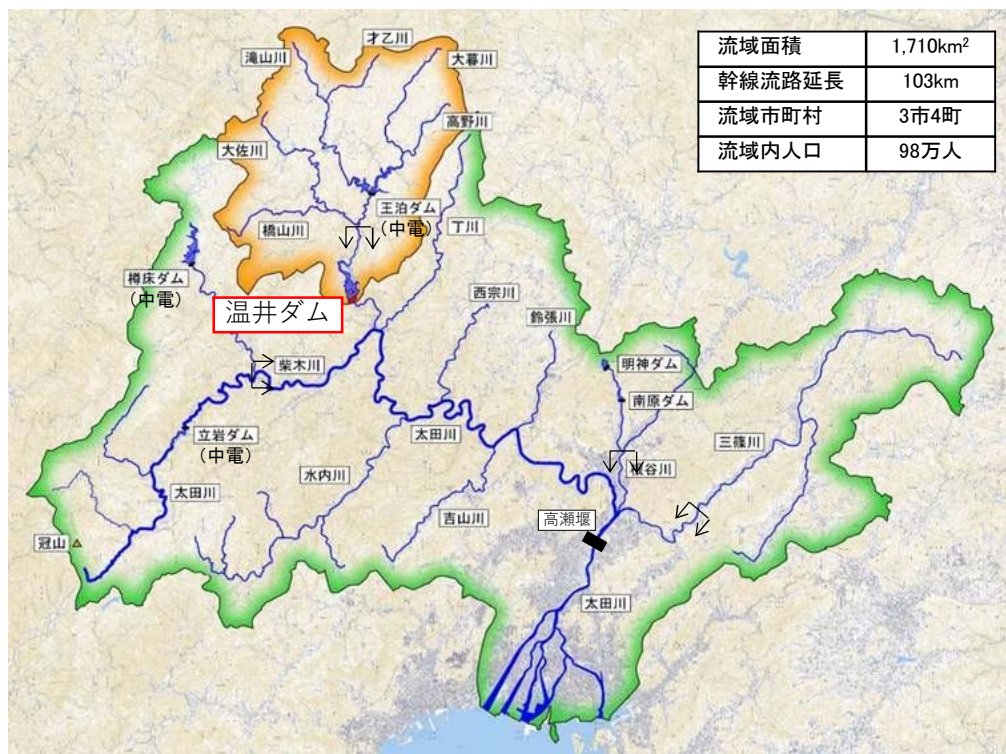 流域面積 1,710km²
幹線流路延長 103km
流域市町村 3市4町
流域内人口 98万人
才乙川
滝山川
大暮川
高野川
大佐川
王泊ダム
(中電)
丁川
橋山川
樽床ダム
(中電)
温井ダム
西宗川
鈴張川
柴木川
明神ダム
南原ダム
立岩ダム
(中電)
太田川
三篠川
水内川
根谷川
太田川
吉山川
高瀬堰
冠山
太田川